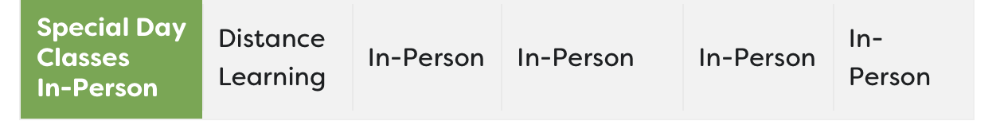 Special Day
Classes
In-Person
Distance
Learning
In-Person
In-Person
In-Person
In-
Person